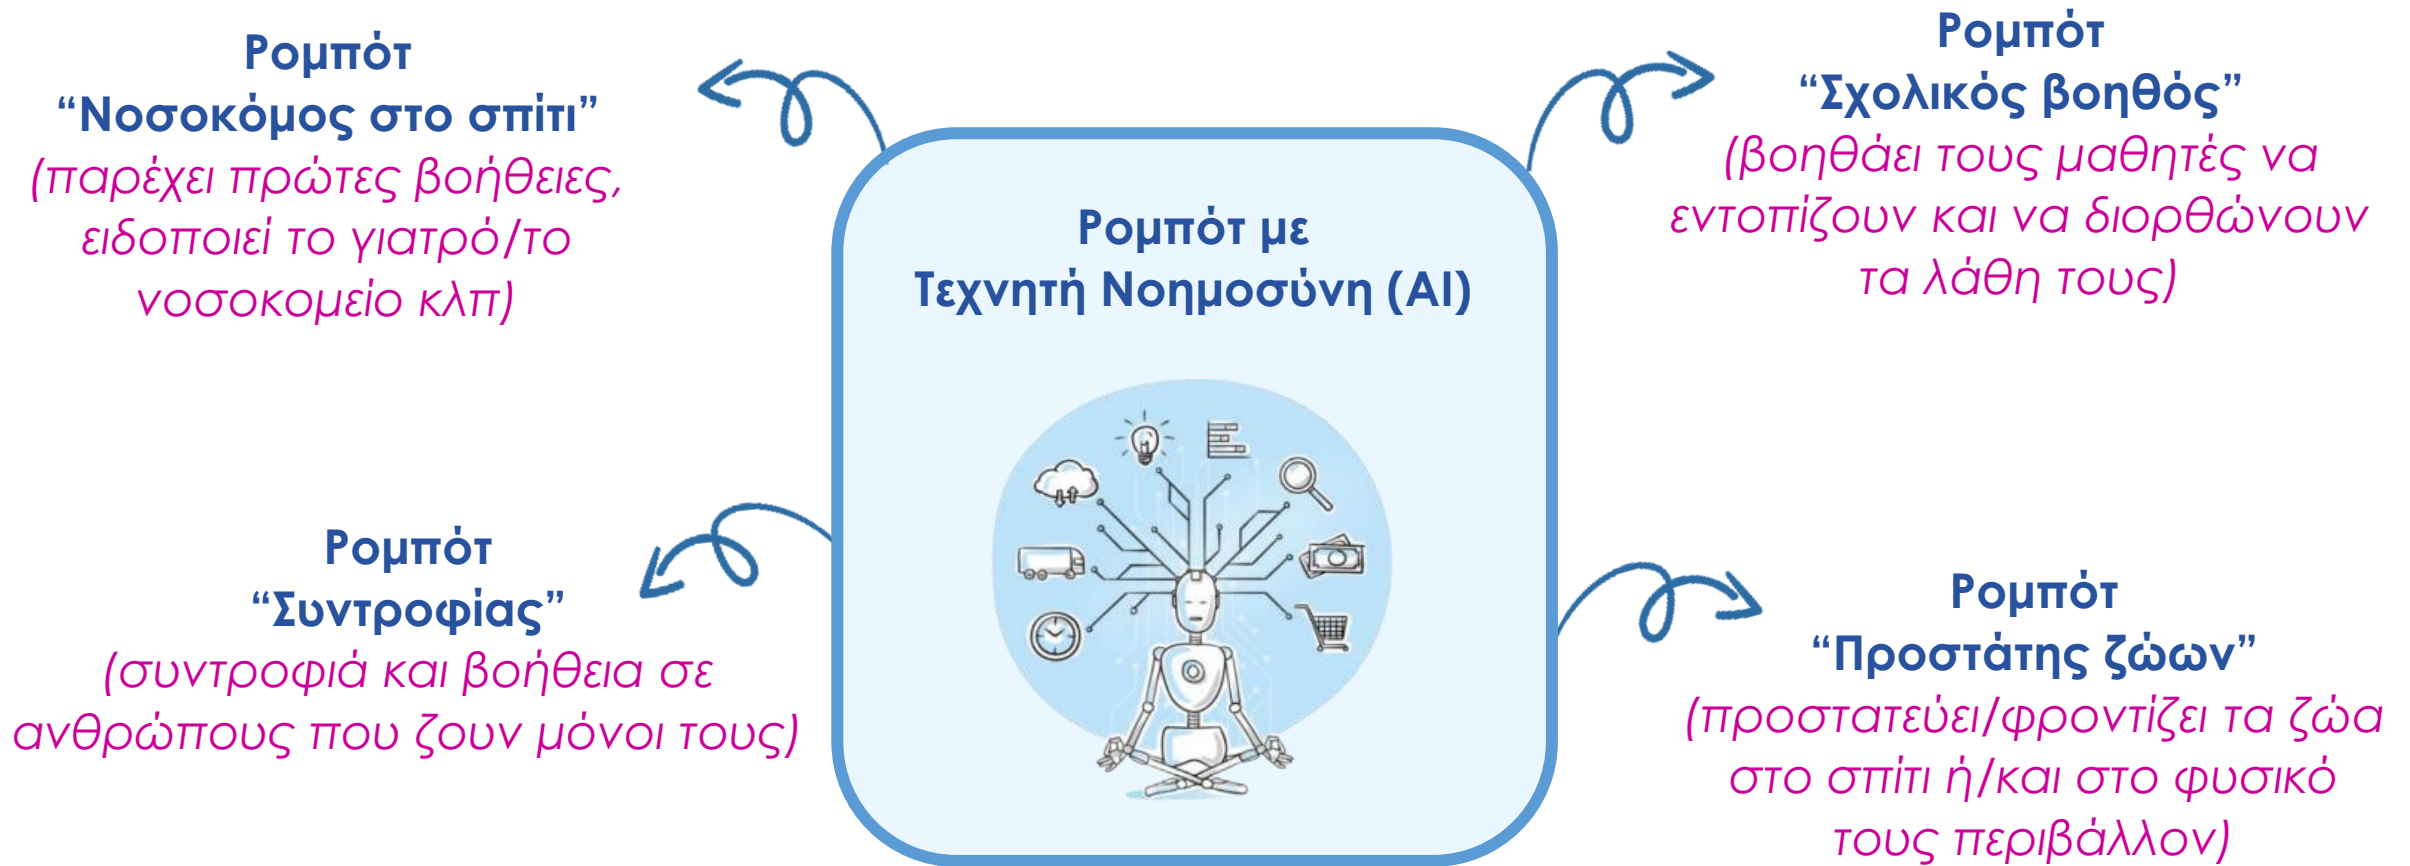 Ρομπότ
“Νοσοκόμος στο σπίτι”
(παρέχει πρώτες βοήθειες,
ειδοποιεί το γιατρό/το
νοσοκομείο κλπ)
Ρομπότ
“Σχολικός βοηθός”
(βοηθάει τους μαθητές να
εντοπίζουν και να διορθώνουν
τα λάθη τους)
Ρομπότ με
Τεχνητή Νοημοσύνη (AI)
Ρομπότ
“Συντροφίας”
(συντροφιά και βοήθεια σε
ανθρώπους που ζουν μόνοι τους)
Ρομπότ
“Προστάτης ζώων”
(προστατεύει/φροντίζει τα ζώα
στο σπίτι ή/και στο φυσικό
τους περιβάλλον)